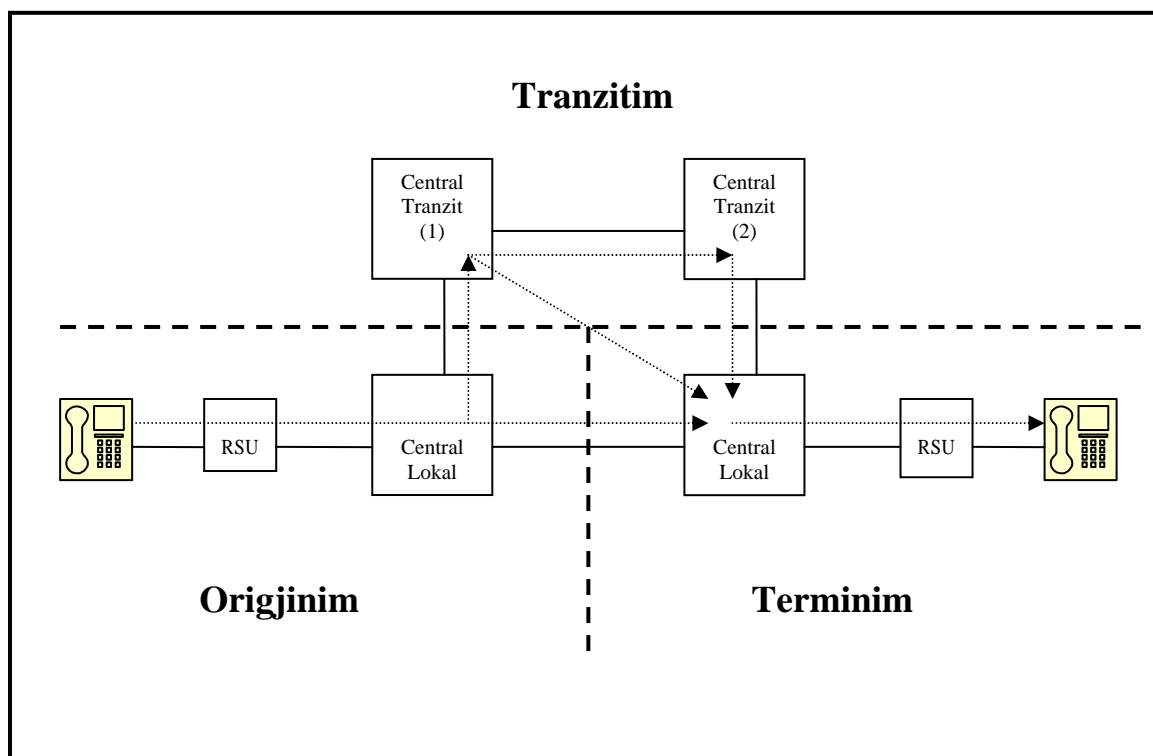 Tranzitim
Central
Tranzit
(1)
Central
Tranzit
(2)
RSU
Central
Lokal
Central
Lokal
RSU
Origjinim
Terminim